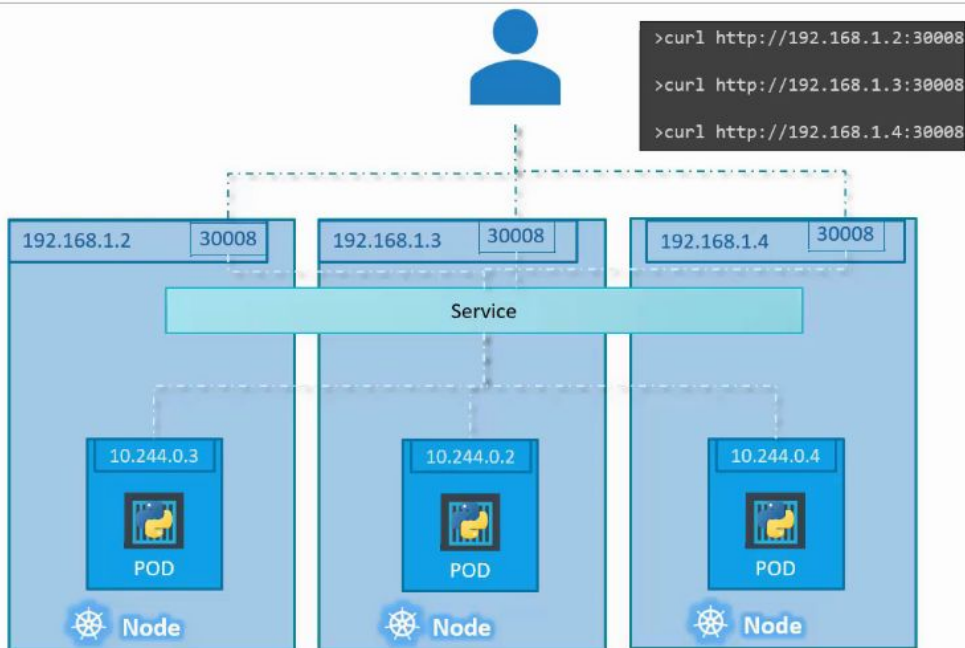 >curl http://192.168.1.2:30008
>curl http://192.168.1.3:30008
>curl http://192.168.1.4:30008
192.168.1.2
30008
192.168.1.3
30008
192.168.1.4
30008
Service
10.244.0.3
10.244.0.2
10.244.0.4
POD
POD
POD
Node
Node
Node